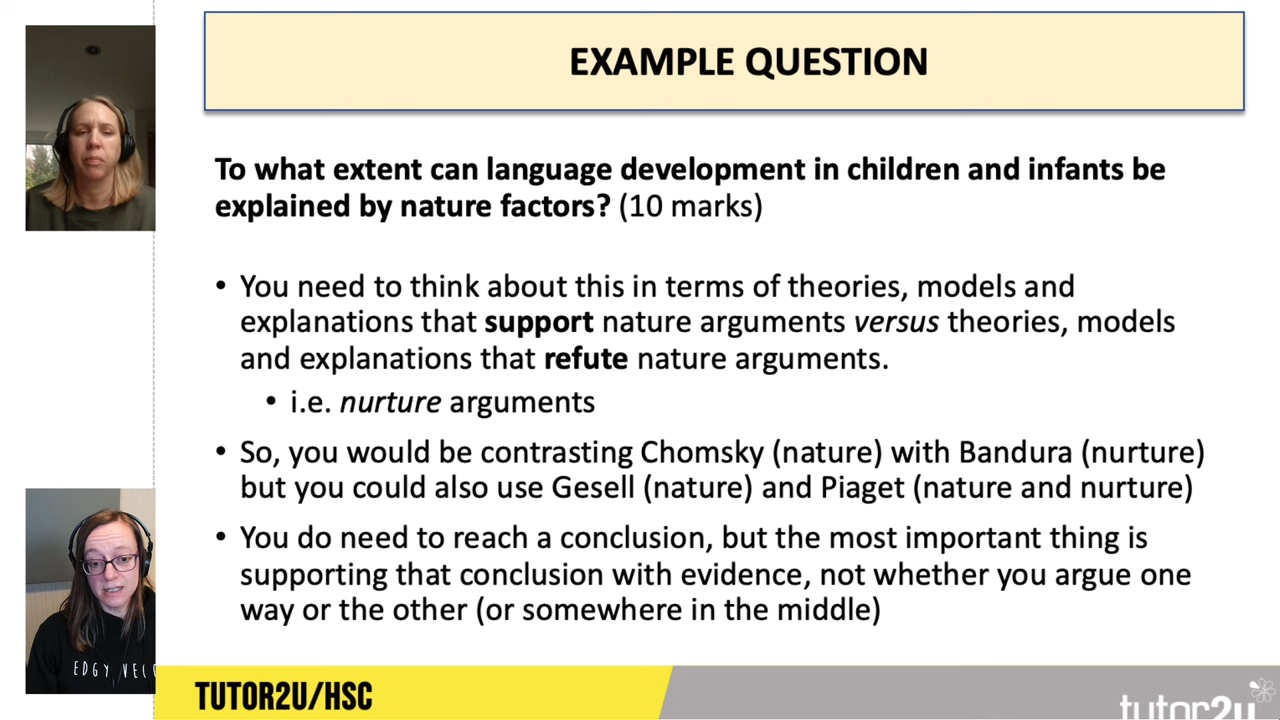 EXAMPLE QUESTION
To what extent can language development in children and infants be
explained by nature factors? (10 marks)
• You need to think about this in terms of theories, models and
explanations that support nature arguments versus theories, models
and explanations that refute nature arguments.
• i.e. nurture arguments
• So, you would be contrasting Chomsky (nature) with Bandura (nurture)
but you could also use Gesell (nature) and Piaget (nature and nurture)
• You do need to reach a conclusion, but the most important thing is
supporting that conclusion with evidence, not whether you argue one
way or the other (or somewhere in the middle)
EDGY
TUTOR2U/HSC
tutor2u